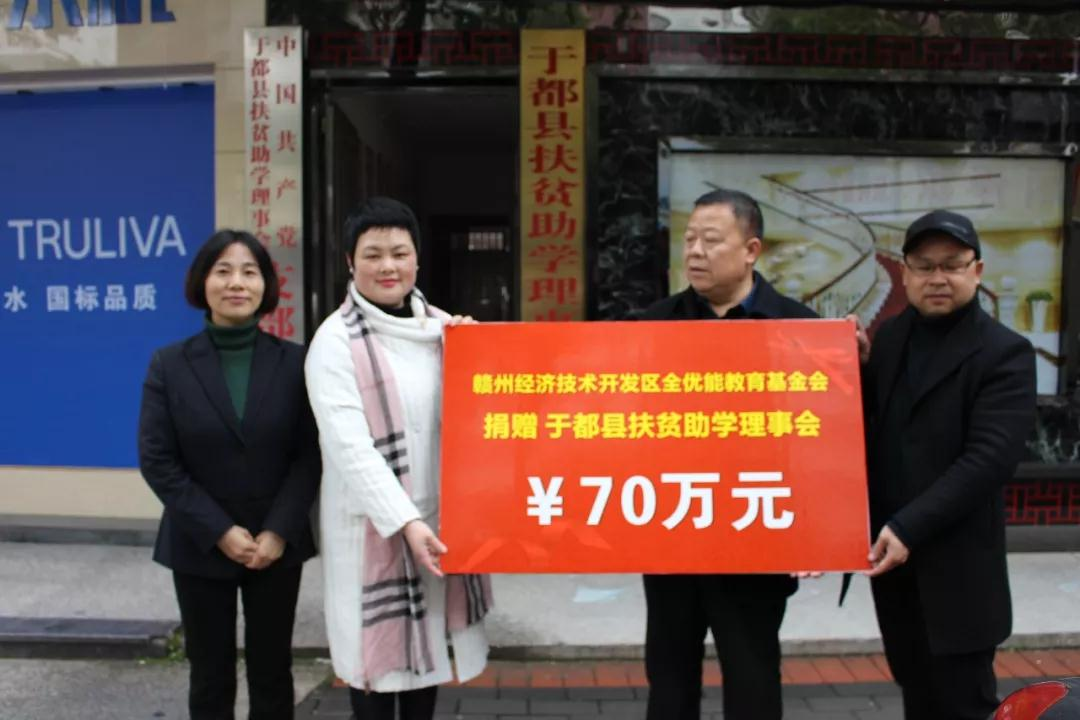 TRULIVA
水 国标品质
中国共产党
于都县扶贫助学理事会支部
于都县扶贫助学理事
赣州经济技术开发区全优能教育基金会
捐赠 于都县扶贫助学理事会
¥70万元